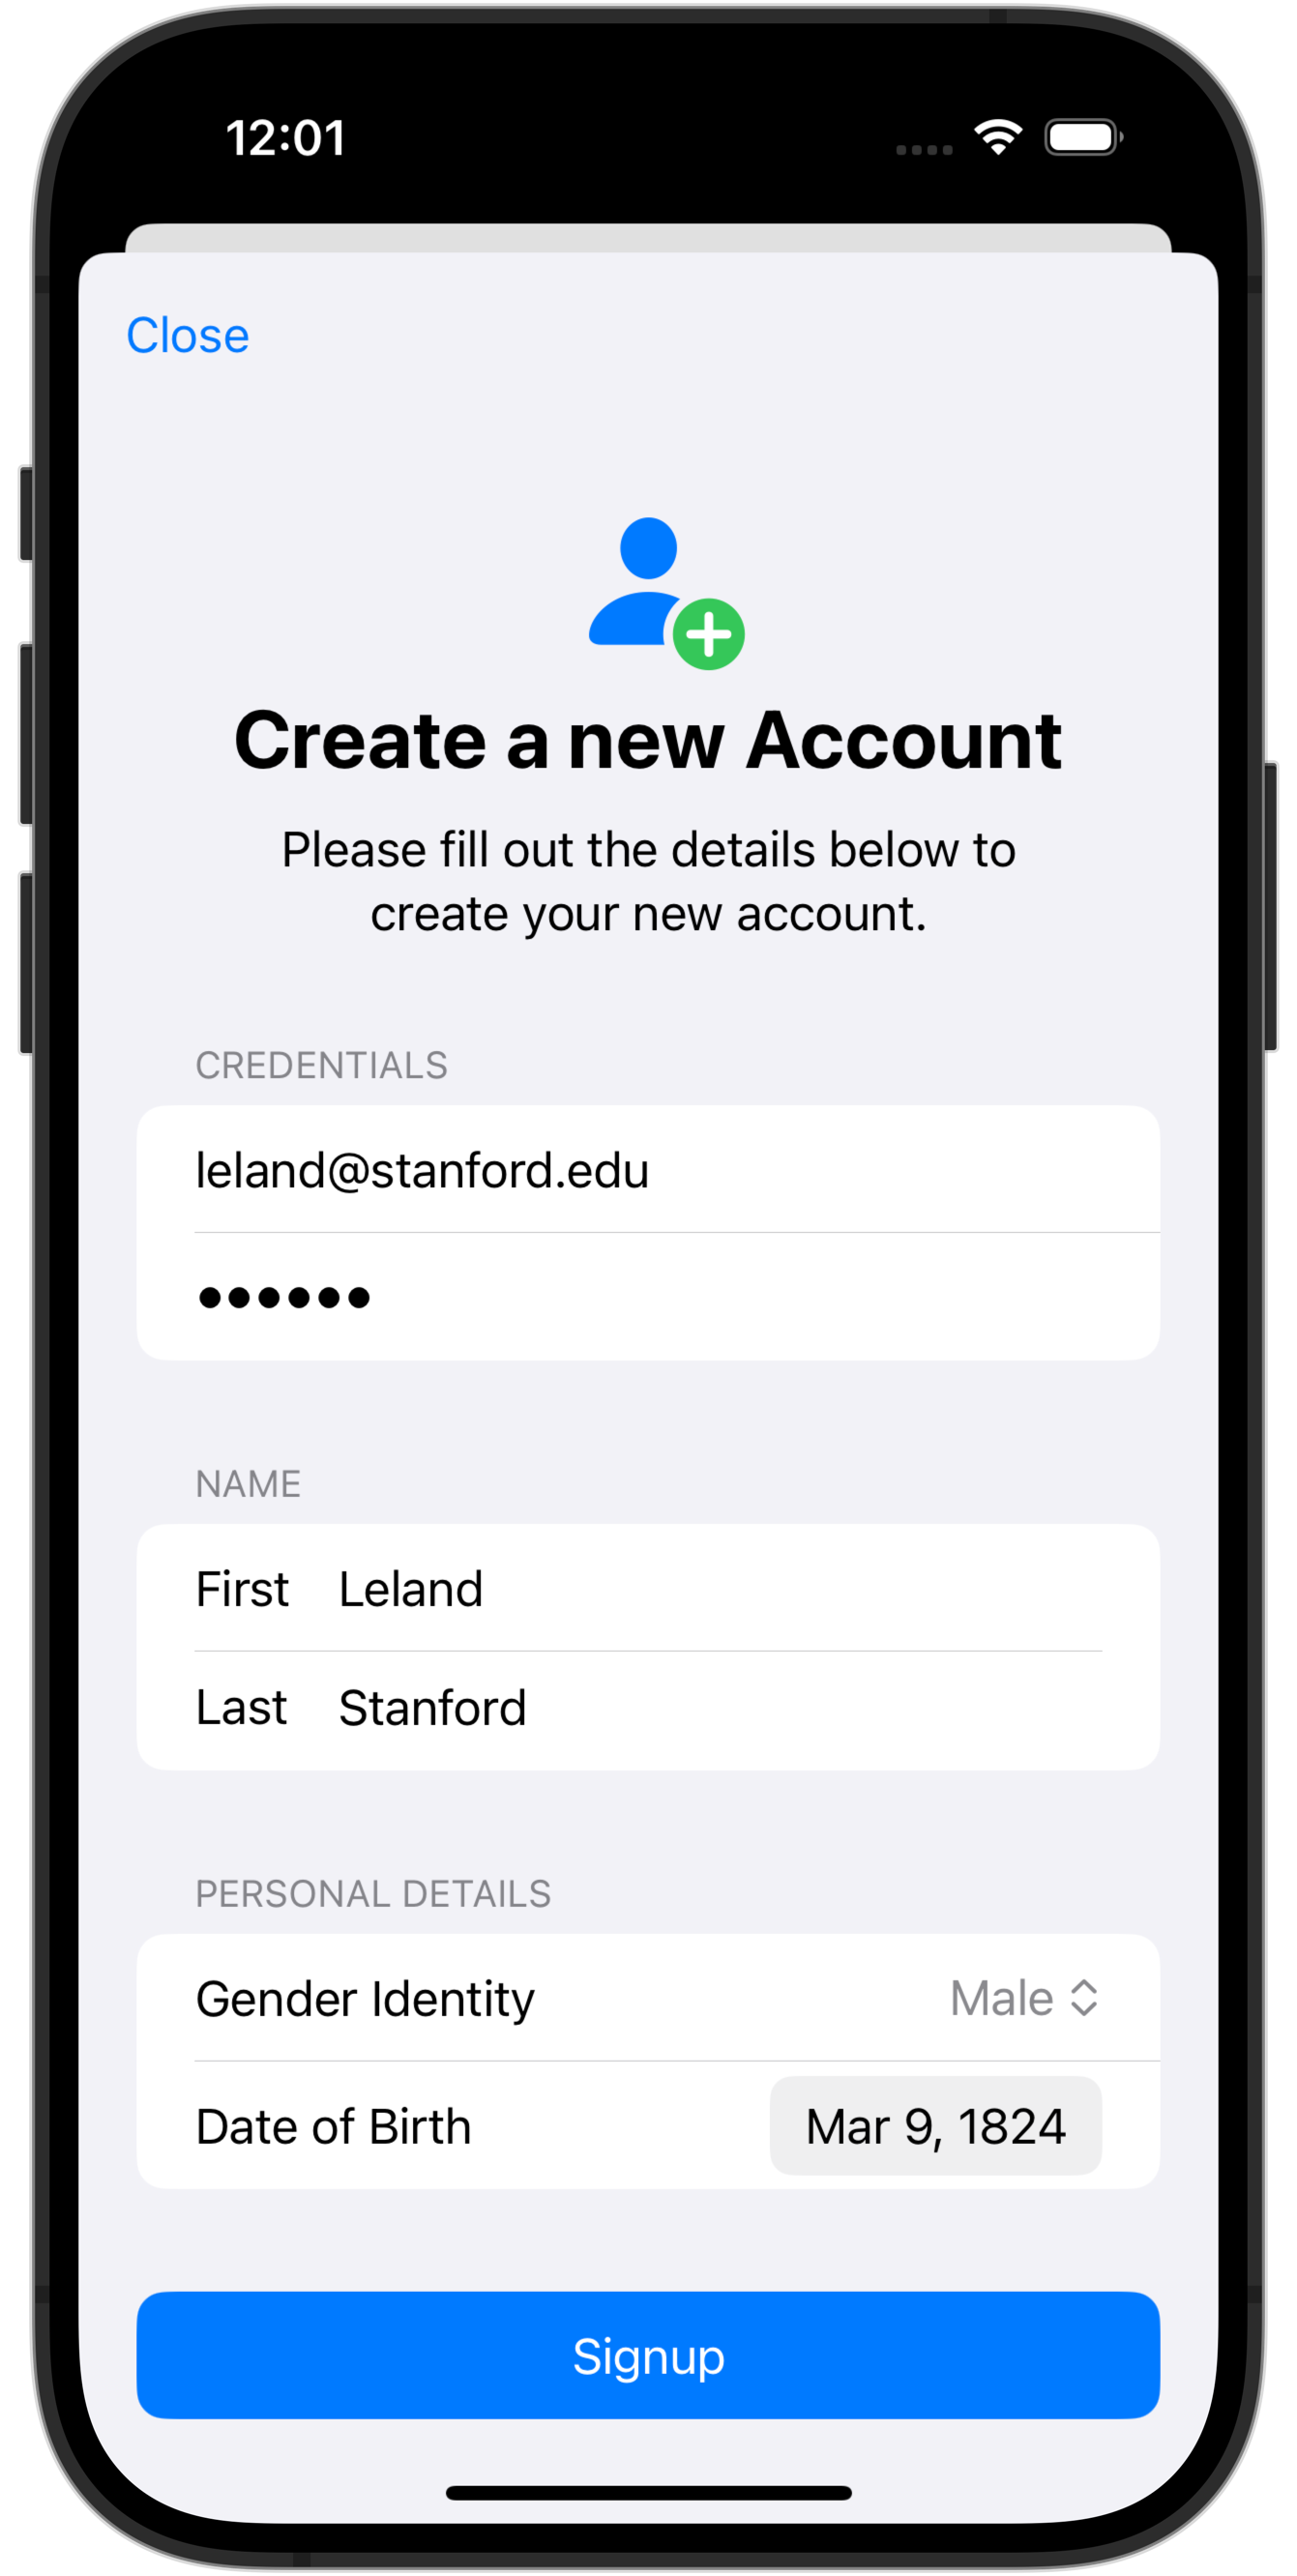 12:01
Close
Create a new Account
Please fill out the details below to
create your new account.
CREDENTIALS
leland@stanford.edu
••••••
NAME
First Leland
Last Stanford
PERSONAL DETAILS
Gender Identity Male
Date of Birth Mar 9, 1824
Signup